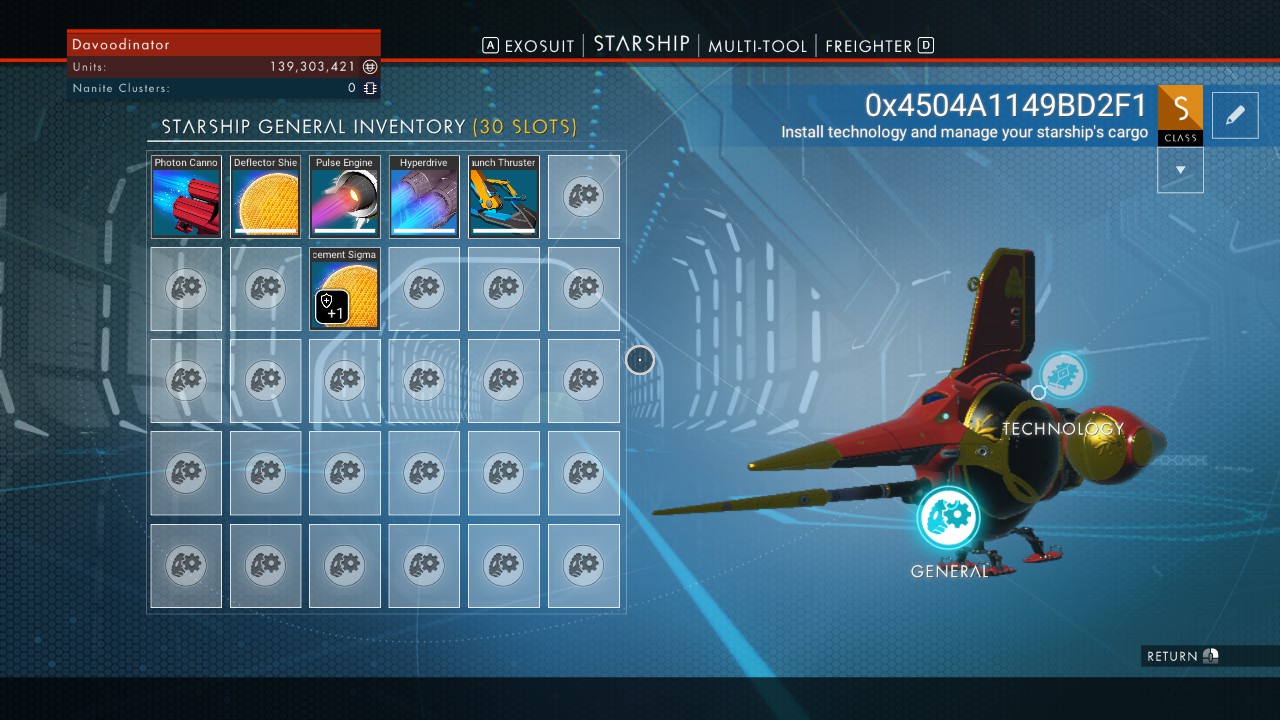 Davoodinator
Units: 139,303,421
Nanite Clusters: 0
A EXOSUIT STARSHIP MULTI-TOOL FREIGHTER D
STARSHIP GENERAL INVENTORY (30 SLOTS)
0x4504A1149BD2F1
Install technology and manage your starship's cargo
S
CLASS
Photon Canno Deflector Shie Pulse Engine Hyperdrive aunch Thruster
cement Sigma
+1
TECHNOLOGY
GENERAL
RETURN